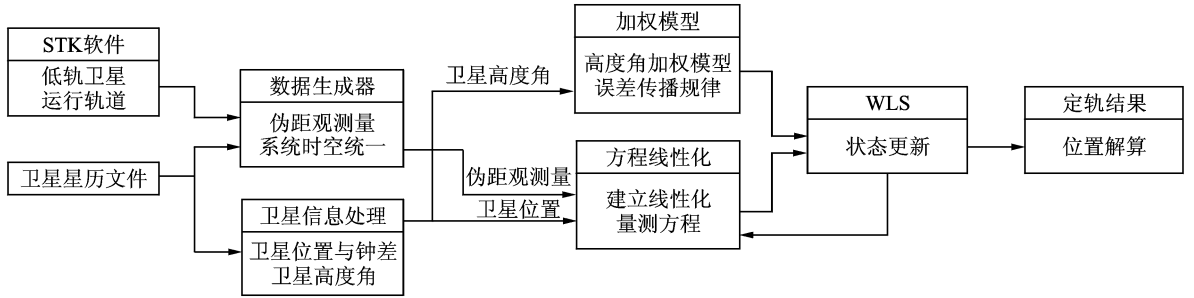 STK软件
低轨卫星
运行轨道
卫星星历文件
数据生成器
伪距观测量
系统时空统一
卫星信息处理
卫星位置与钟差
卫星高度角
卫星高度角
伪距观测量
卫星位置
加权模型
高度角加权模型
误差传播规律
方程线性化
建立线性化
量测方程
WLS
状态更新
定轨结果
位置解算